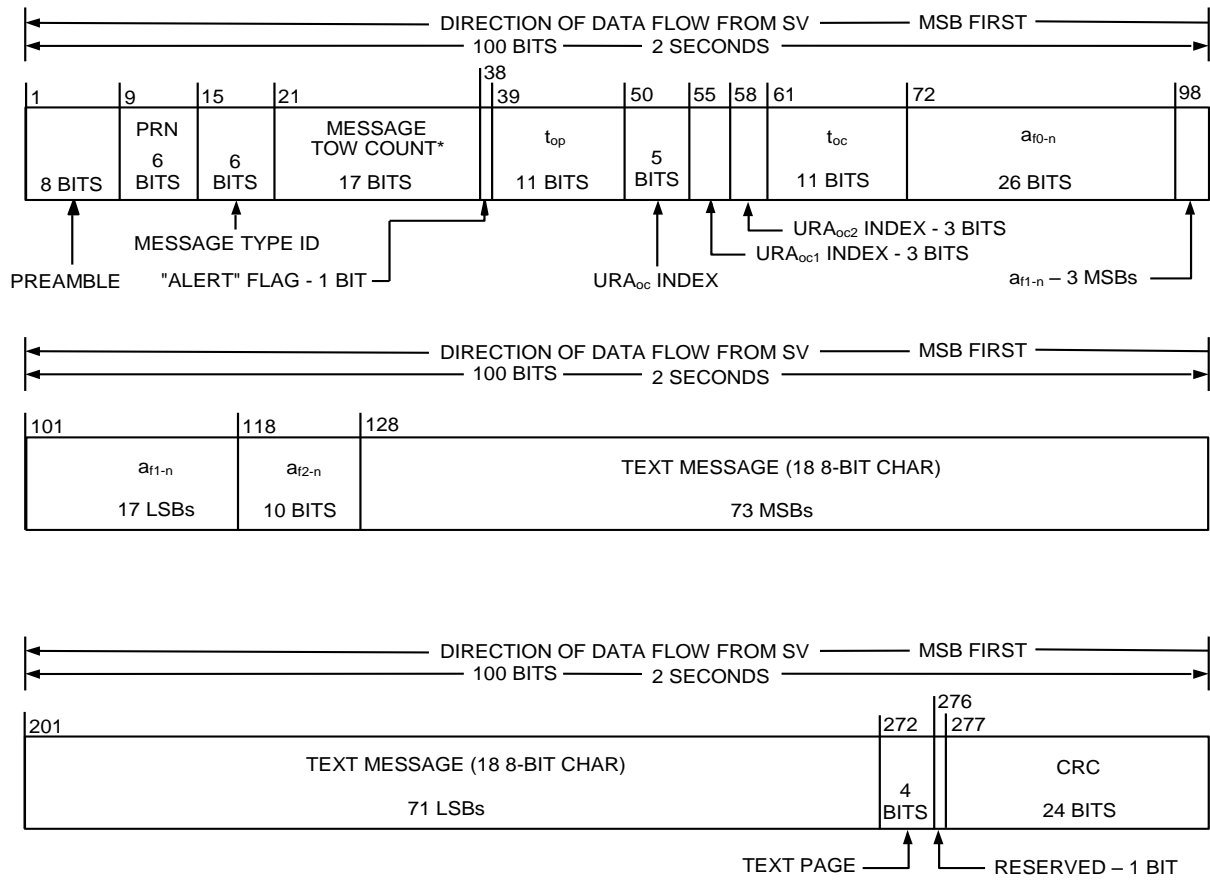 DIRECTION OF DATA FLOW FROM SV MSB FIRST
100 BITS 2 SECONDS
38
1 9 15 21 39 50 55 58 61 72 98
PRN MESSAGE
TOW COUNT* t_op t_oc a_f0-n
8 BITS 6 BITS 6 BITS 17 BITS 11 BITS 5 BITS 11 BITS 26 BITS
MESSAGE TYPE ID
URA_oc2 INDEX - 3 BITS
URA_oc1 INDEX - 3 BITS
PREAMBLE "ALERT" FLAG - 1 BIT URA_oc INDEX a_f1-n – 3 MSBs
DIRECTION OF DATA FLOW FROM SV MSB FIRST
100 BITS 2 SECONDS
101 118 128
a_f1-n a_f2-n TEXT MESSAGE (18 8-BIT CHAR)
17 LSBs 10 BITS 73 MSBs
DIRECTION OF DATA FLOW FROM SV MSB FIRST
100 BITS 2 SECONDS
276
201 272 277
TEXT MESSAGE (18 8-BIT CHAR) CRC
71 LSBs 4 BITS 24 BITS
TEXT PAGE RESERVED – 1 BIT